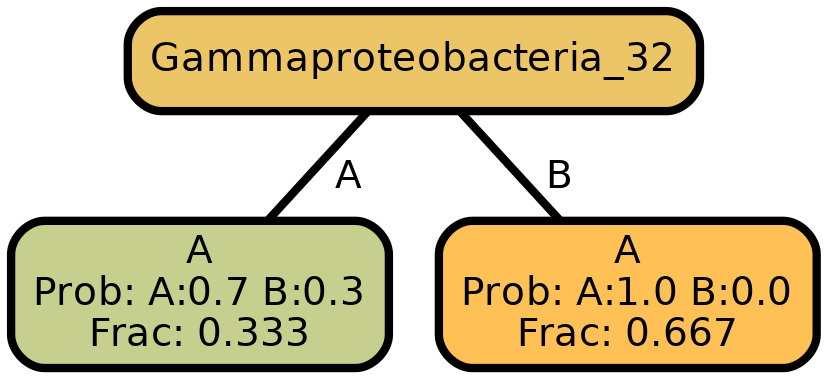 Gammaproteobacteria_32
A
B
A
Prob: A:0.7 B:0.3
Frac: 0.333
A
Prob: A:1.0 B:0.0
Frac: 0.667